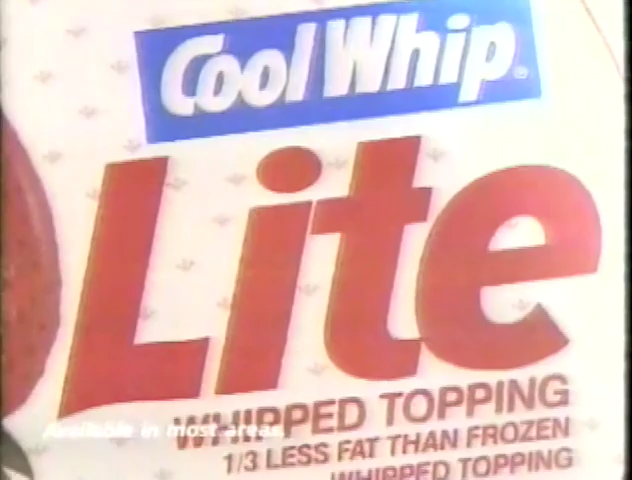 Cool Whip®
Lite
WHIPPED TOPPING
Available in most areas.
1/3 LESS FAT THAN FROZEN
WHIPPED TOPPING